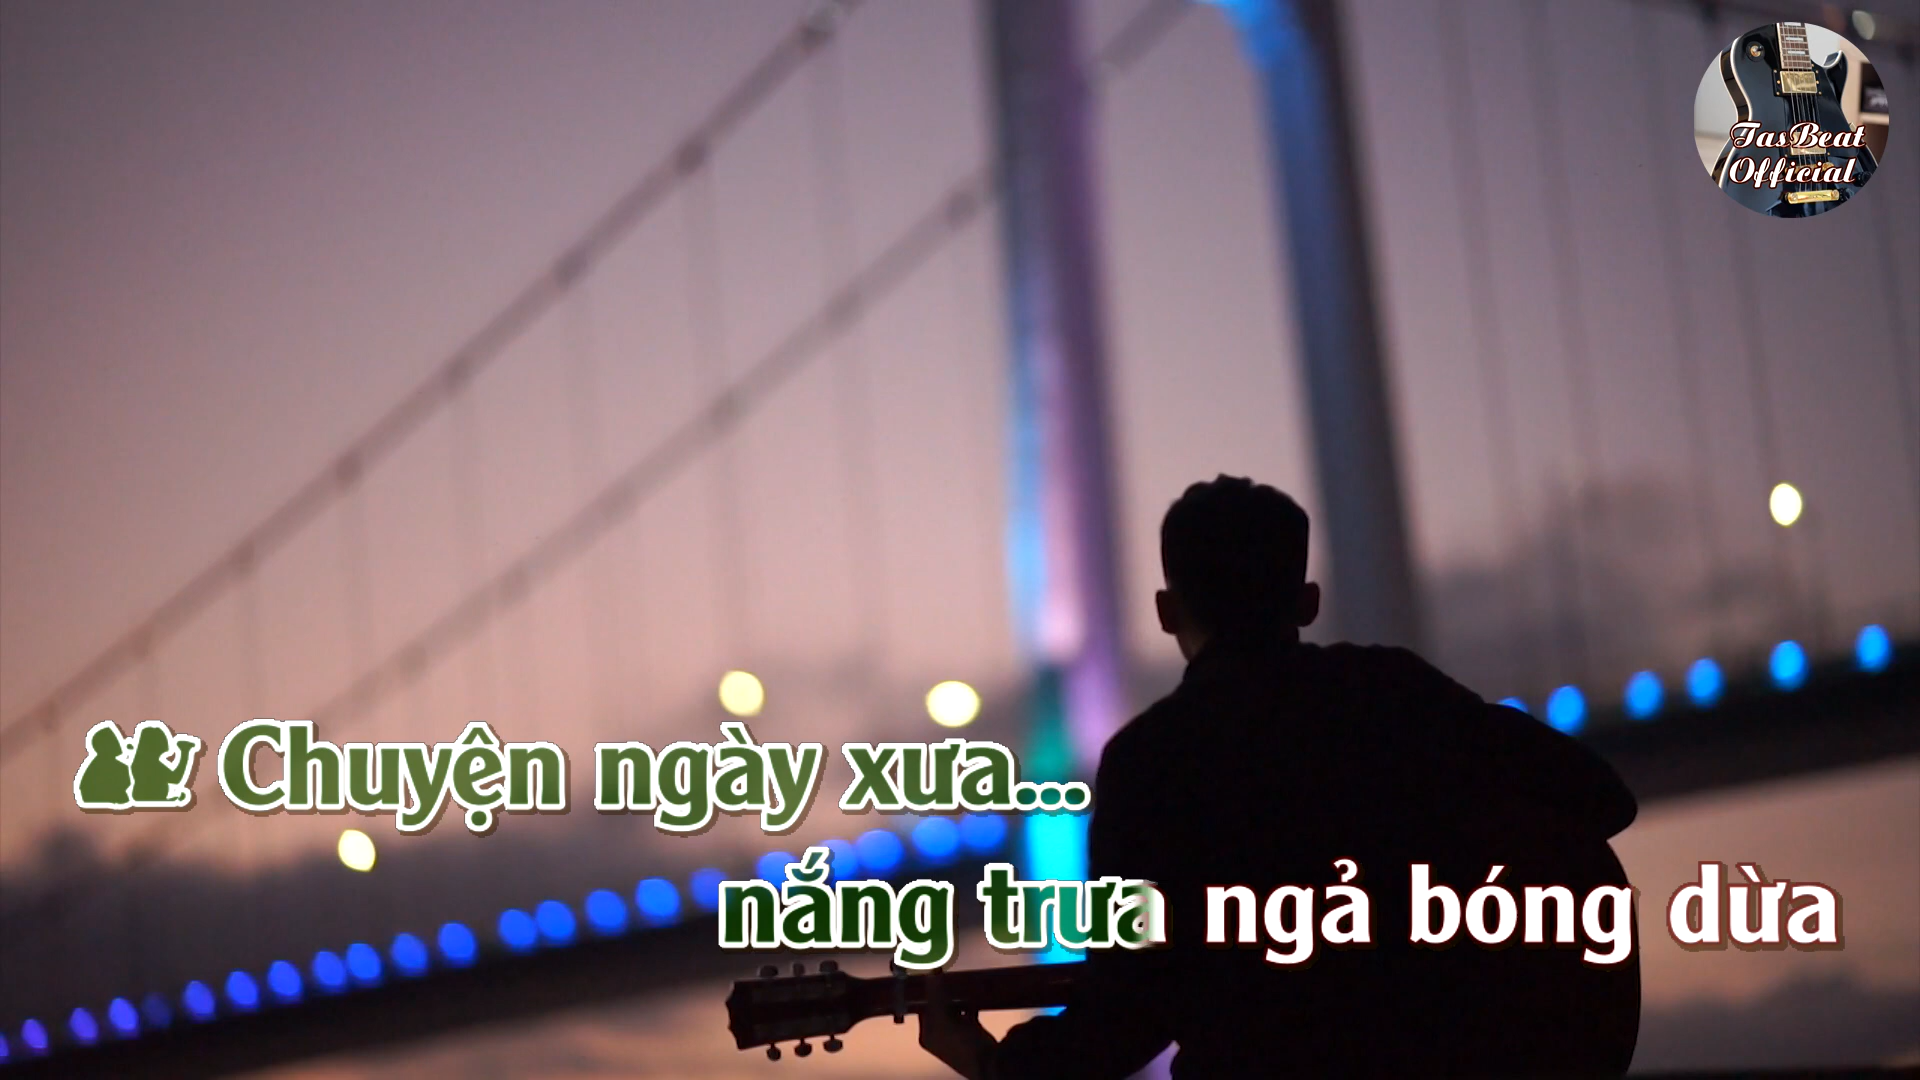 TasBeat
Official
Chuyện ngày xưa...
nắng trưa ngả bóng dừa